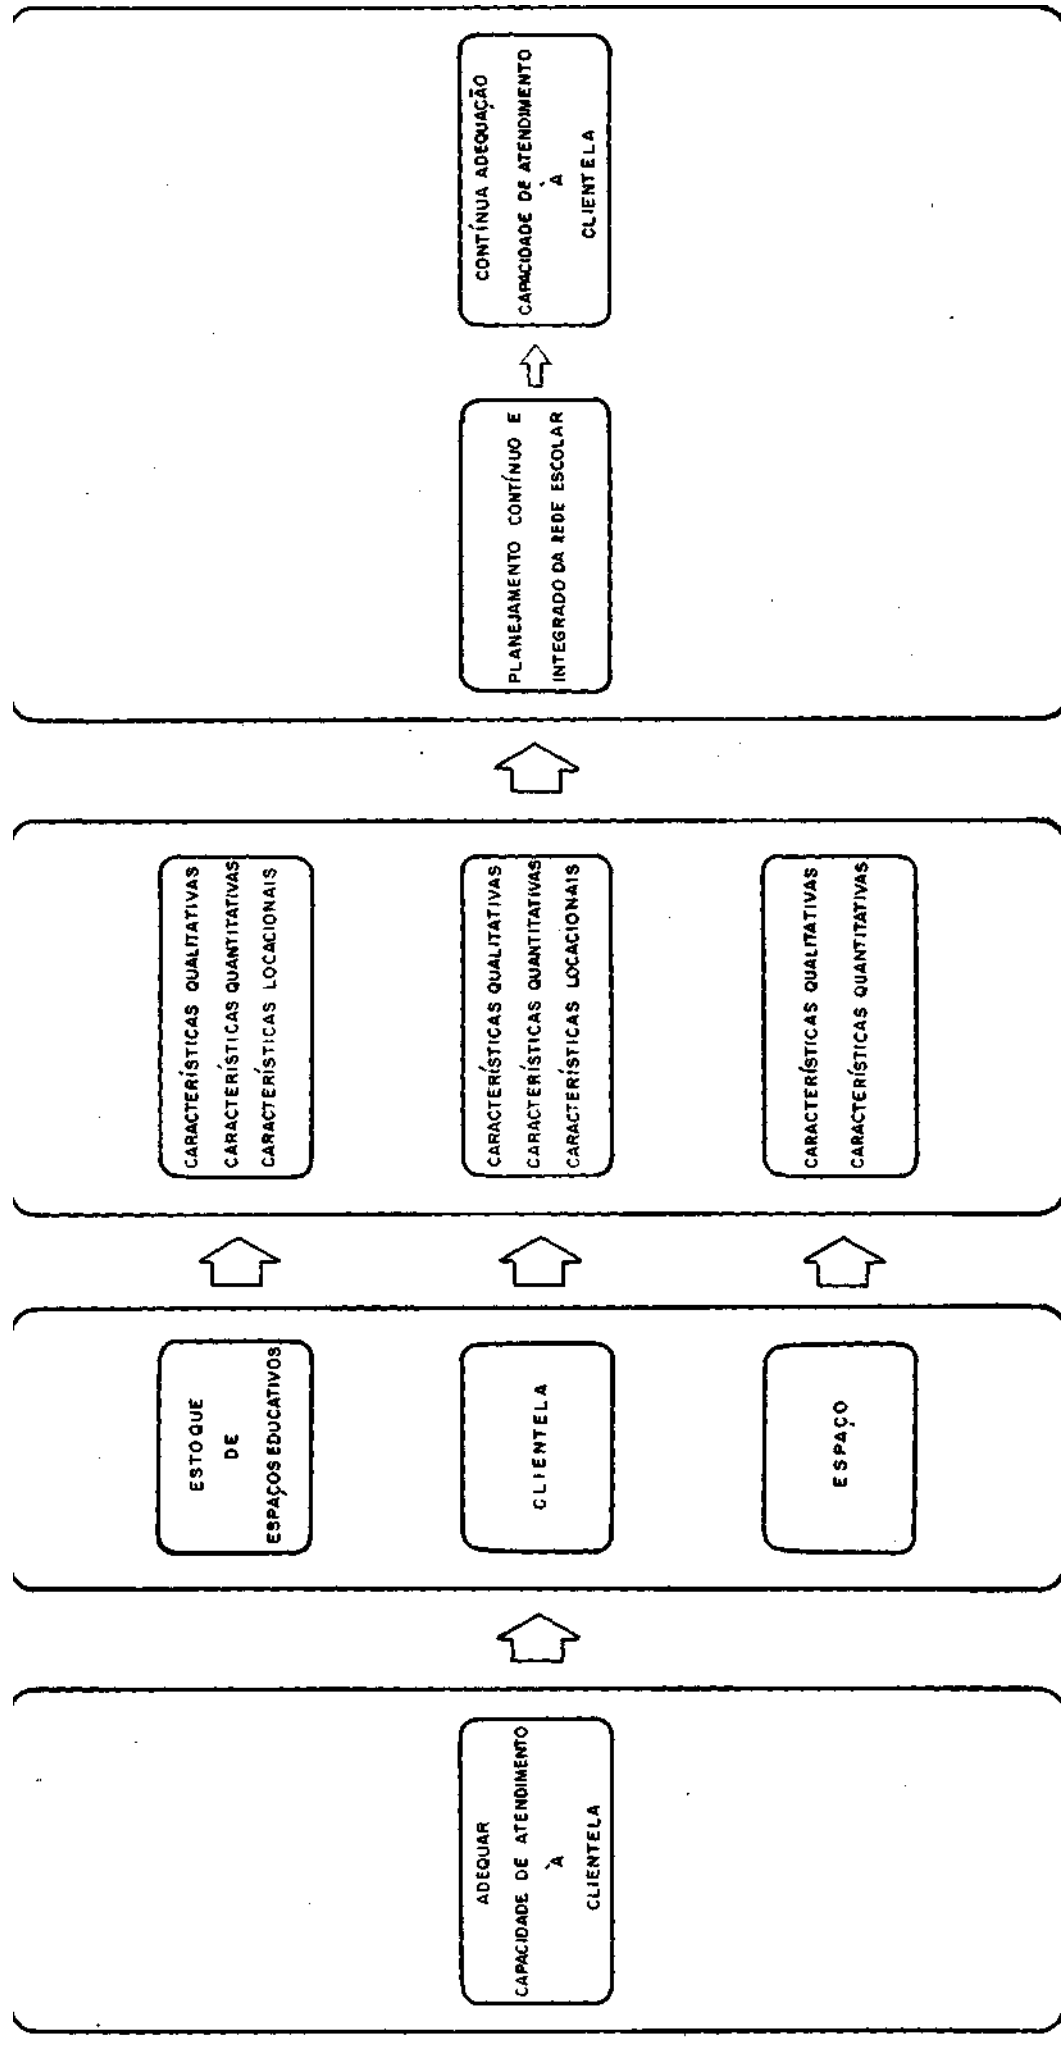 ADEQUAR
CAPACIDADE DE ATENDIMENTO
À
CLIENTELA
ESTOQUE
DE
ESPAÇOS EDUCATIVOS
CLIENTELA
ESPAÇO
CARACTERÍSTICAS QUALITATIVAS
CARACTERÍSTICAS QUANTITATIVAS
CARACTERÍSTICAS LOCACIONAIS
CARACTERÍSTICAS QUALITATIVAS
CARACTERÍSTICAS QUANTITATIVAS
CARACTERÍSTICAS LOCACIONAIS
CARACTERÍSTICAS QUALITATIVAS
CARACTERÍSTICAS QUANTITATIVAS
PLANEJAMENTO CONTÍNUO E
INTEGRADO DA REDE ESCOLAR
CONTÍNUA ADEQUAÇÃO
CAPACIDADE DE ATENDIMENTO
À
CLIENTELA